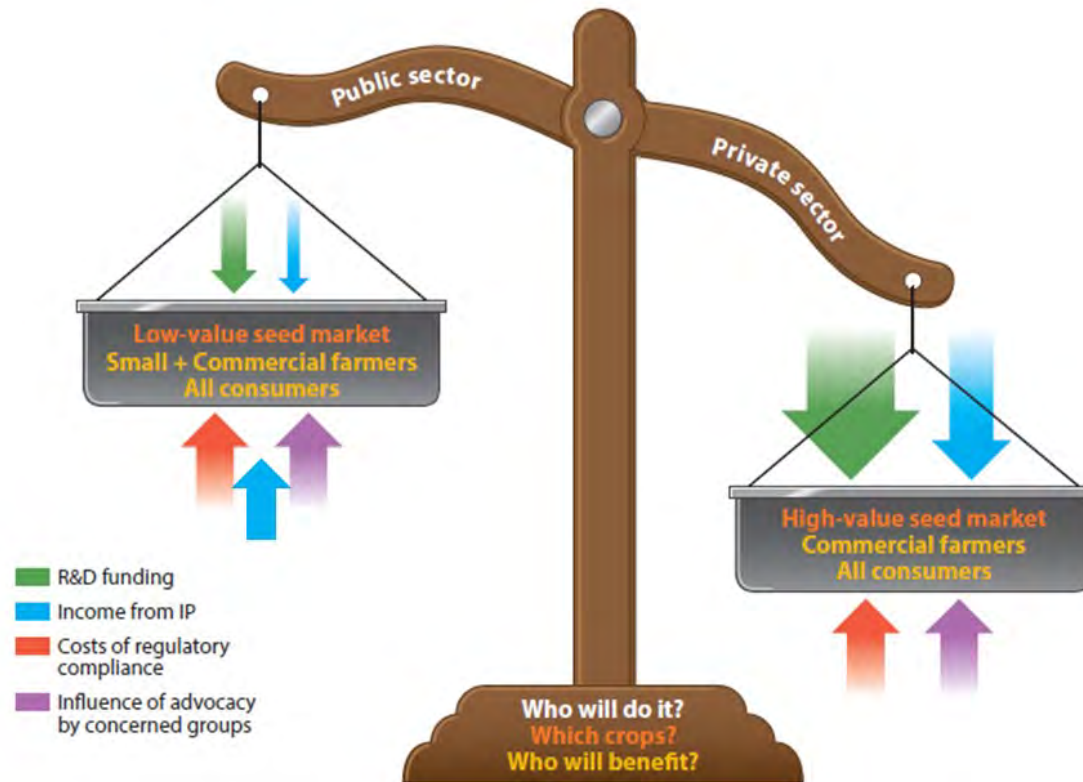 Public sector
Private sector
Low-value seed market
Small + Commercial farmers
All consumers
High-value seed market
Commercial farmers
All consumers
R&D funding
Income from IP
Costs of regulatory
compliance
Influence of advocacy
by concerned groups
Who will do it?
Which crops?
Who will benefit?